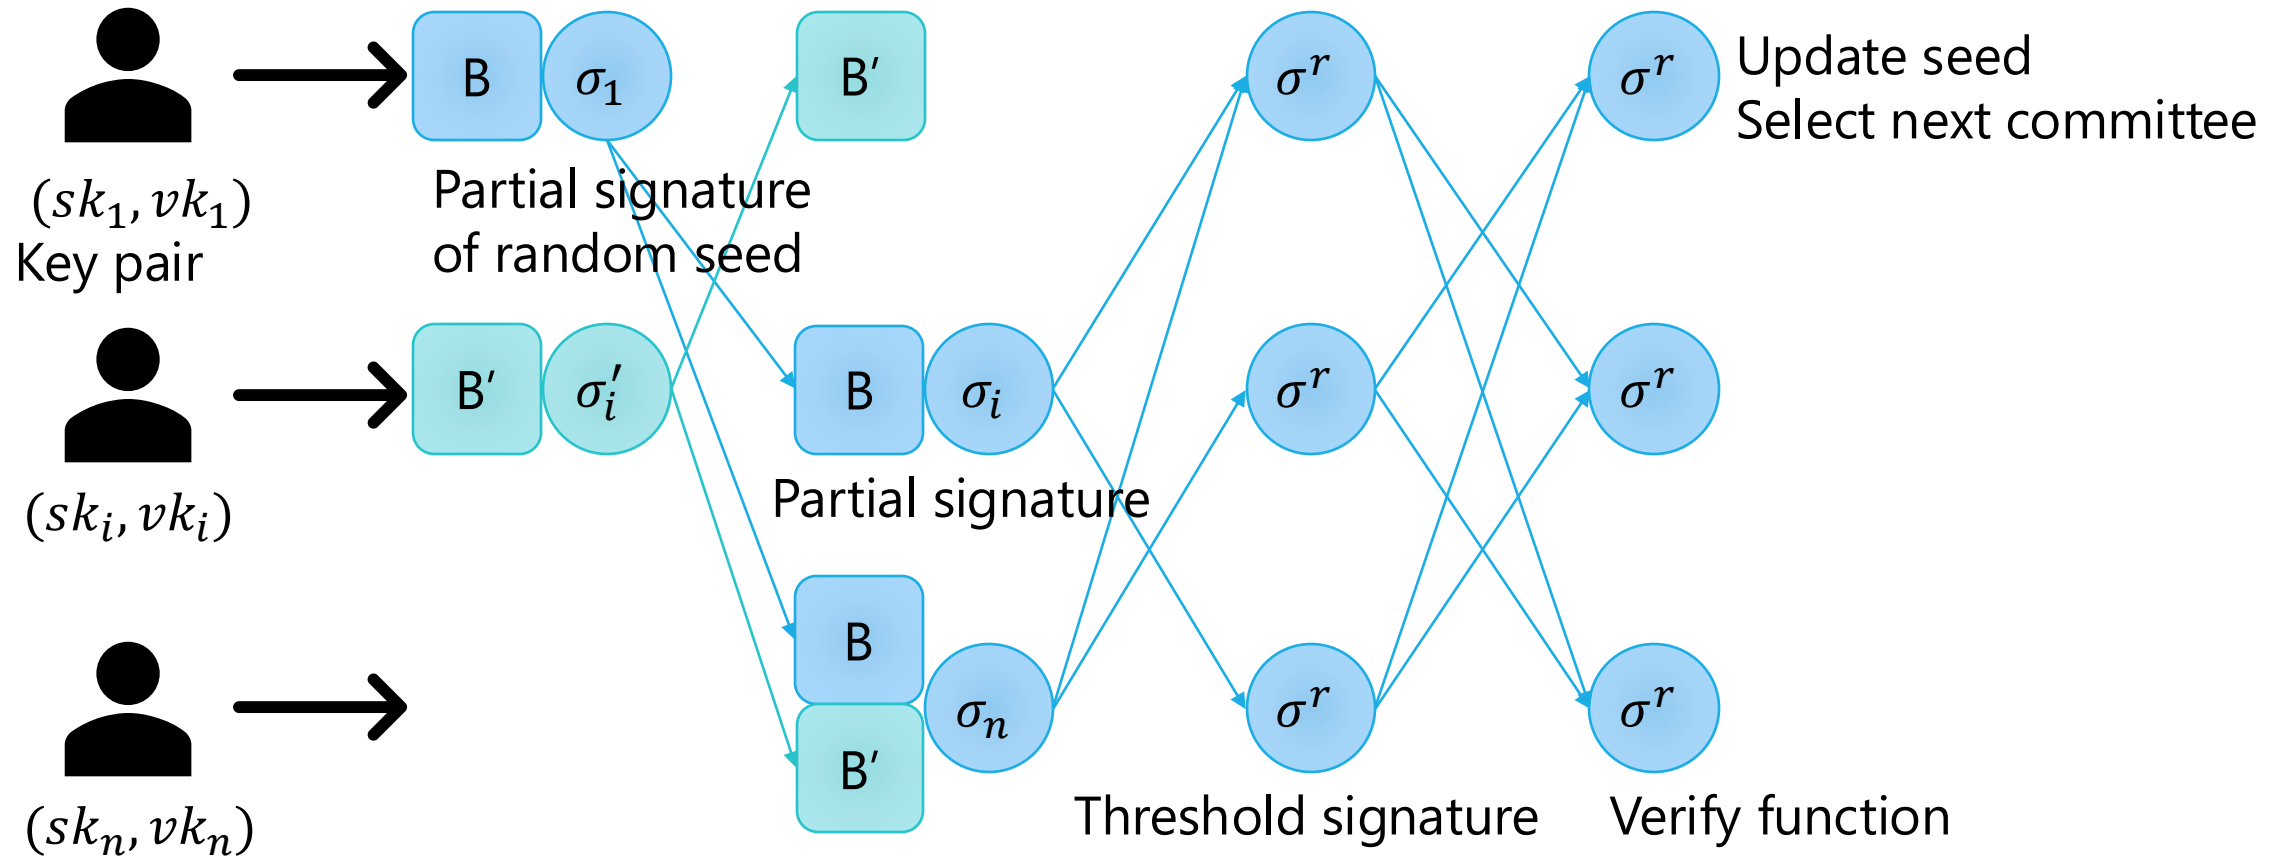 B
σ₁
B′
σʳ
σʳ
Update seed
Select next committee
(sk₁, vk₁)
Key pair
Partial signature
of random seed
B′
σᵢ′
B
σᵢ
σʳ
σʳ
(skᵢ, vkᵢ)
Partial signature
B
B′
σₙ
σʳ
σʳ
(skₙ, vkₙ)
Threshold signature
Verify function